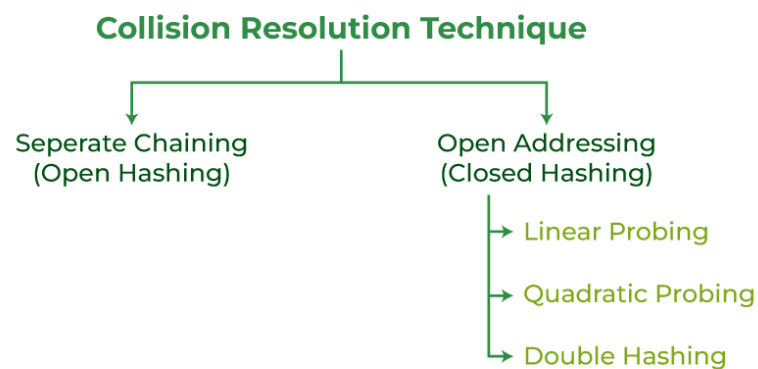 Collision Resolution Technique
Seperate Chaining
(Open Hashing)
Open Addressing
(Closed Hashing)
Linear Probing
Quadratic Probing
Double Hashing